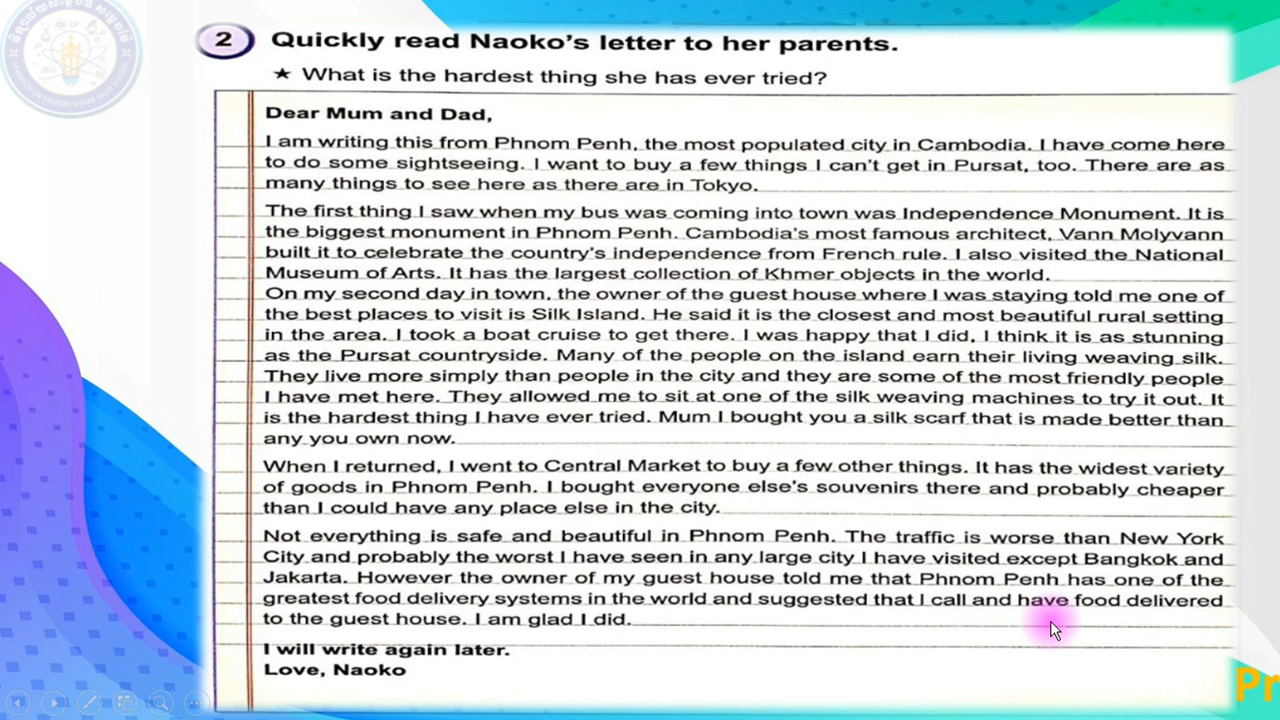 2 Quickly read Naoko's letter to her parents.
★ What is the hardest thing she has ever tried?
Dear Mum and Dad,
I am writing this from Phnom Penh, the most populated city in Cambodia. I have come here
to do some sightseeing. I want to buy a few things I can't get in Pursat, too. There are as
many things to see here as there are in Tokyo.
The first thing I saw when my bus was coming into town was Independence Monument. It is
the biggest monument in Phnom Penh. Cambodia's most famous architect, Vann Molyvann
built it to celebrate the country's independence from French rule. I also visited the National
Museum of Arts. It has the largest collection of Khmer objects in the world.
On my second day in town, the owner of the guest house where I was staying told me one of
the best places to visit is Silk Island. He said it is the closest and most beautiful rural setting
in the area. I took a boat cruise to get there. I was happy that I did, I think it is as stunning
as the Pursat countryside. Many of the people on the island earn their living weaving silk.
They live more simply than people in the city and they are some of the most friendly people
I have met here. They allowed me to sit at one of the silk weaving machines to try it out. It
is the hardest thing I have ever tried. Mum I bought you a silk scarf that is made better than
any you own now.
When I returned, I went to Central Market to buy a few other things. It has the widest variety
of goods in Phnom Penh. I bought everyone else's souvenirs there and probably cheaper
than I could have any place else in the city.
Not everything is safe and beautiful in Phnom Penh. The traffic is worse than New York
City and probably the worst I have seen in any large city I have visited except Bangkok and
Jakarta. However the owner of my guest house told me that Phnom Penh has one of the
greatest food delivery systems in the world and suggested that I call and have food delivered
to the guest house. I am glad I did.
I will write again later.
Love, Naoko
Pr